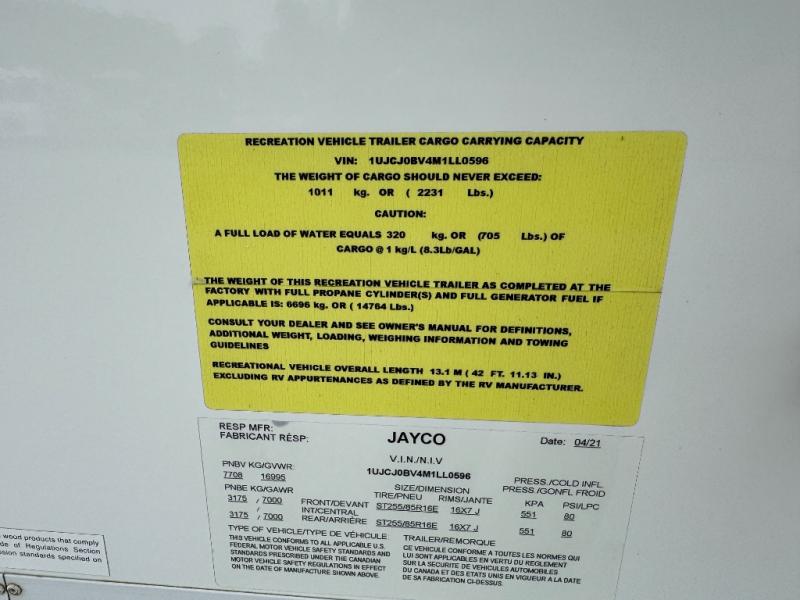 RECREATION VEHICLE TRAILER CARGO CARRYING CAPACITY
VIN: 1UJCJ0BV4M1LL0596
THE WEIGHT OF CARGO SHOULD NEVER EXCEED:
1011 kg. OR ( 2231 Lbs.)
CAUTION:
A FULL LOAD OF WATER EQUALS 320 kg. OR (705 Lbs.) OF
CARGO @ 1 kg/L (8.3Lb/GAL)
THE WEIGHT OF THIS RECREATION VEHICLE TRAILER AS COMPLETED AT THE
FACTORY WITH FULL PROPANE CYLINDER(S) AND FULL GENERATOR FUEL IF
APPLICABLE IS: 6696 kg. OR ( 14764 Lbs.)
CONSULT YOUR DEALER AND SEE OWNER'S MANUAL FOR DEFINITIONS,
ADDITIONAL WEIGHT, LOADING, WEIGHING INFORMATION AND TOWING
GUIDELINES
RECREATIONAL VEHICLE OVERALL LENGTH 13.1 M ( 42 FT. 11.13 IN.)
EXCLUDING RV APPURTENANCES AS DEFINED BY THE RV MANUFACTURER.
RESP MFR:
FABRICANT RÉSP: JAYCO Date: 04/21
V.I.N./N.I.V
1UJCJ0BV4M1LL0596
PNBV KG/GVWR:
7708 16995
PNBE KG/GAWR SIZE/DIMENSION PRESS./COLD INFL.
TIRE/PNEU RIMS/JANTE PRESS /GONFL FROID
KPA PSI/LPC
3175 / 7000 FRONT/DEVANT ST255/85R16E 16X7 J 551 80
/ INT/CENTRAL
3175 / 7000 REAR/ARRIÈRE ST255/85R16E 16X7 J 551 80
TYPE OF VEHICLE/TYPE DE VÉHICULE: TRAILER/REMORQUE
THIS VEHICLE CONFORMS TO ALL APPLICABLE U.S.
FEDERAL MOTOR VEHICLE SAFETY STANDARDS AND
STANDARDS PRESCRIBED UNDER THE CANADIAN
MOTOR VEHICLE SAFETY REGULATIONS IN EFFECT
ON THE DATE OF MANUFACTURE SHOWN ABOVE.
CE VÉHICULE CONFORME A TOUTES LES NORMES QUI
LUI SONT APPLICABLES EN VERTU DU REGLEMENT
SUR LA SECURITE DE VEHICULES AUTOMOBILES
DU CANADA ET DES ETATS UNIS EN VIGUEUR A LA DATE
DE SA FABRICATION CI-DESSUS.
wood products that comply
de of Regulations Section
ssion standards specified on